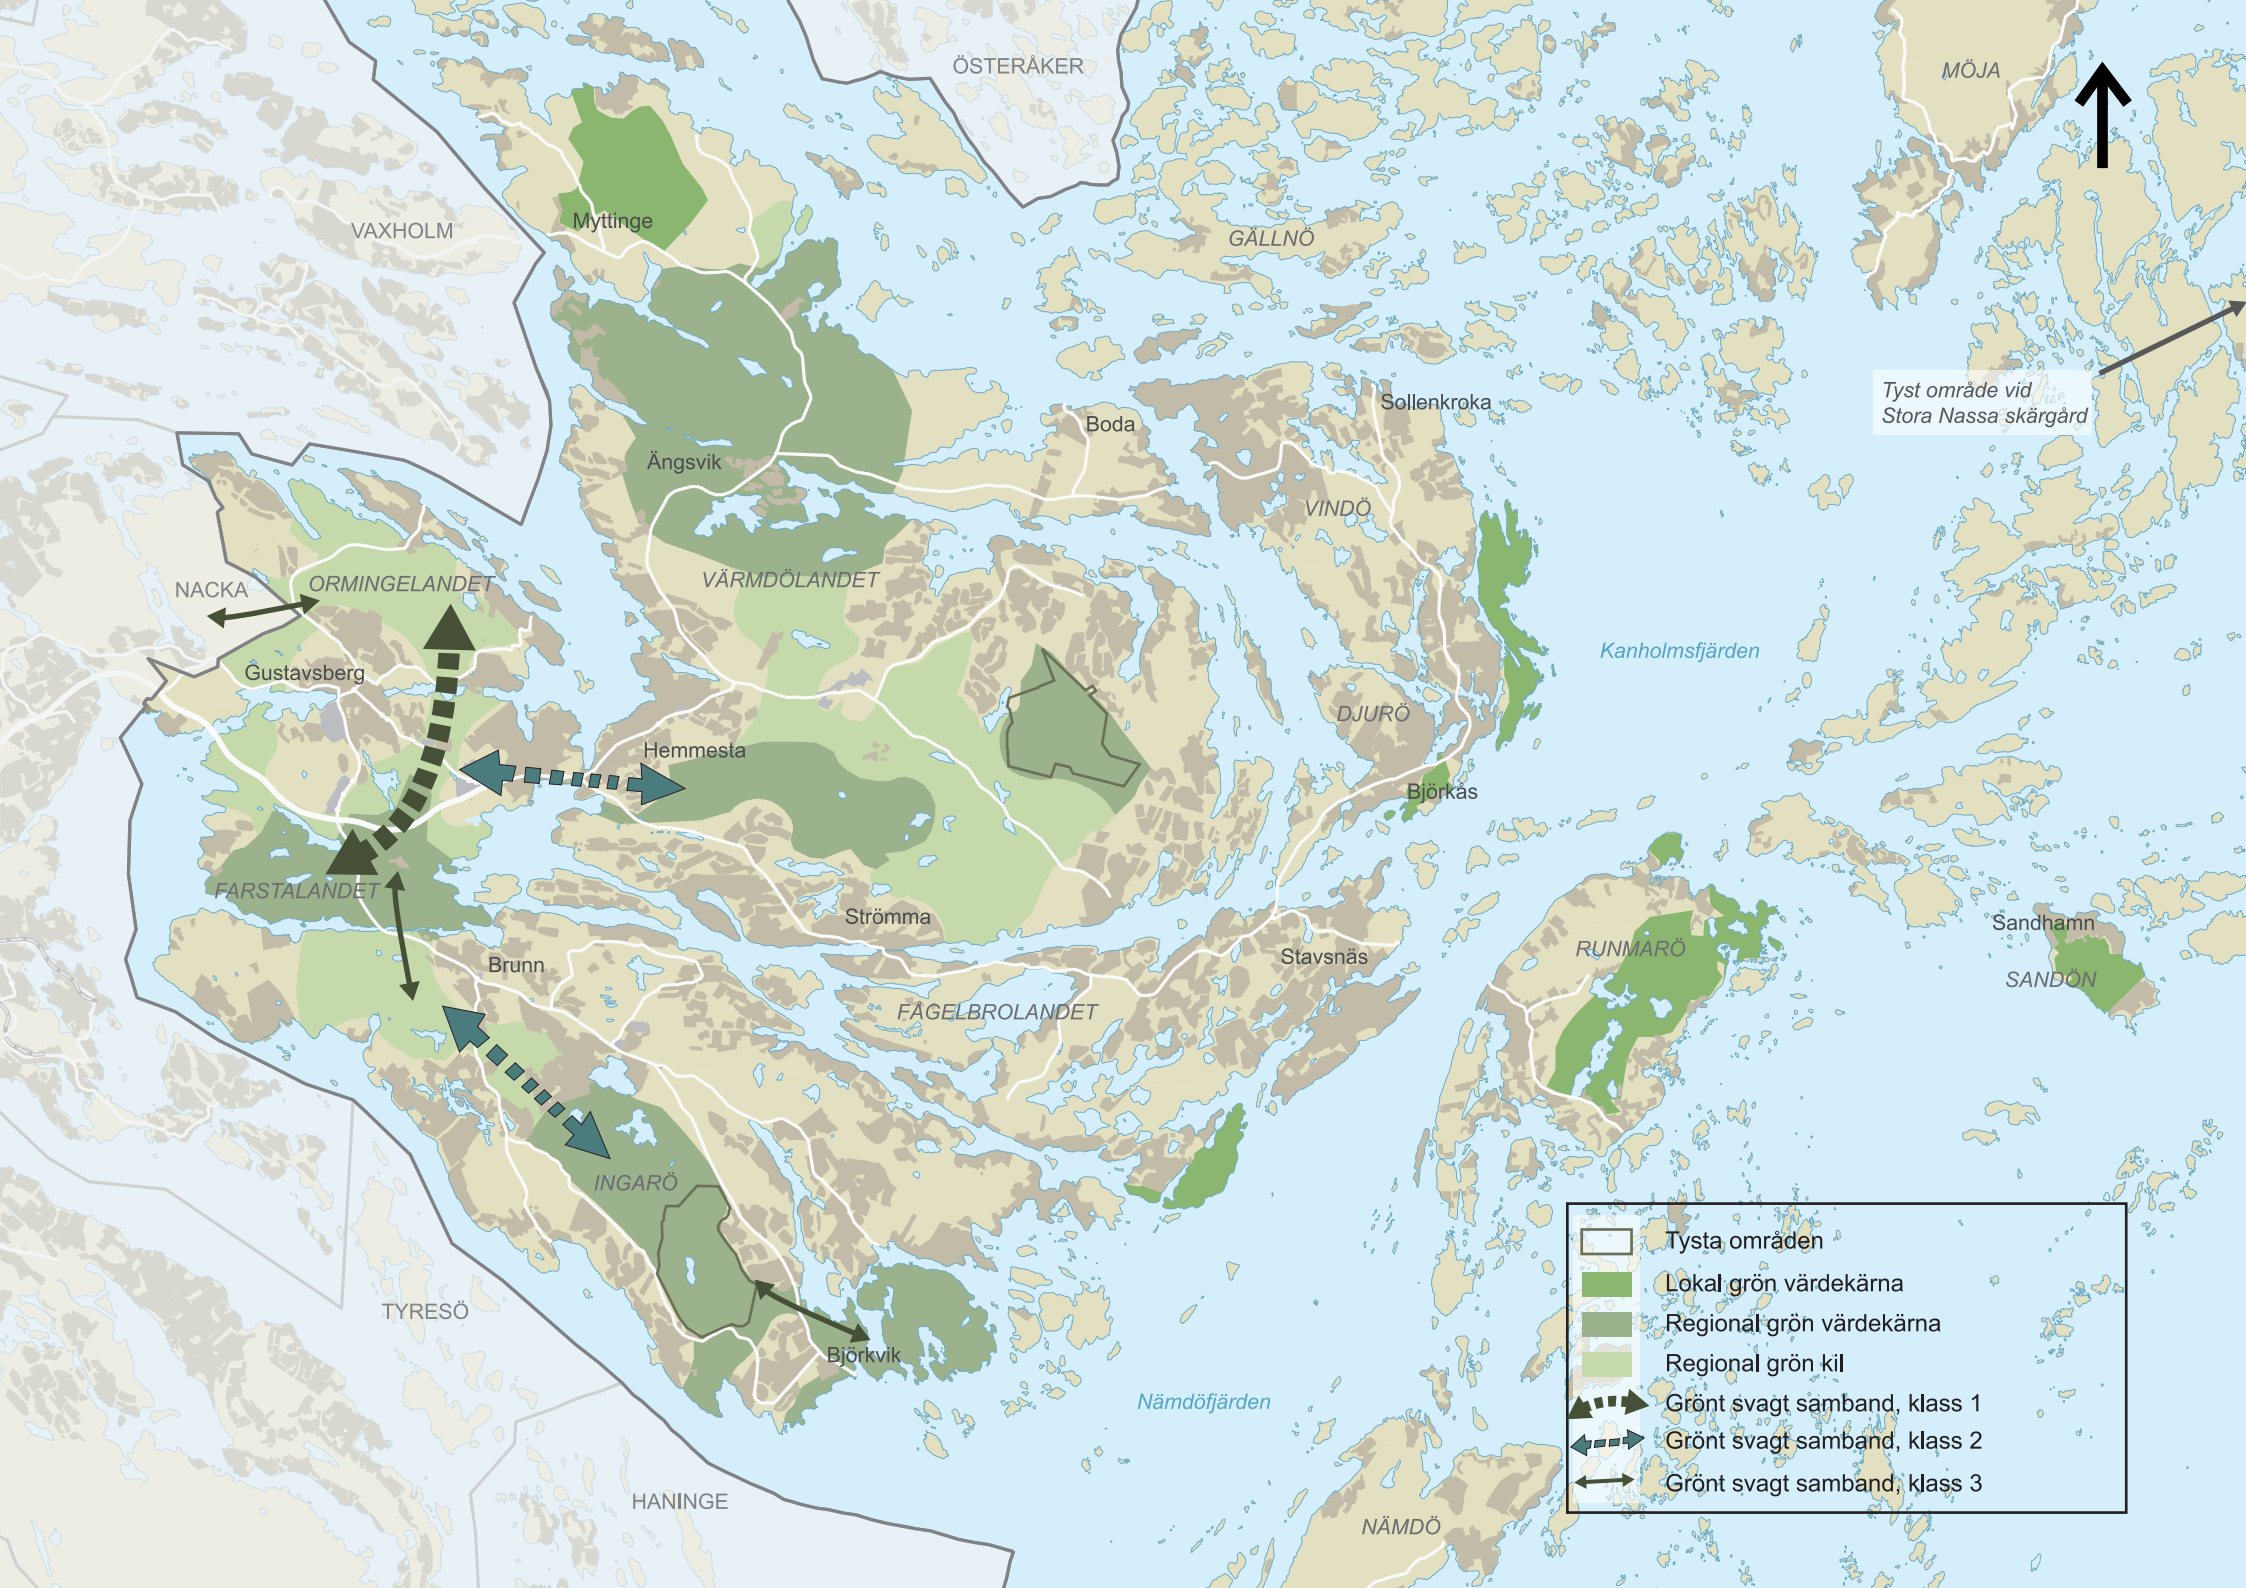 ÖSTERÅKER
MÖJA
Myttinge
VAXHOLM
GÄLLNÖ
Tyst område vid
Stora Nassa skärgård
Sollenkroka
Boda
Ängsvik
VINDÖ
VÄRMDÖLANDET
NACKA
ORMINGELANDET
Kanholmsfjärden
Gustavsberg
DJURÖ
Hemmesta
Björkås
FARSTALANDET
Strömma
Sandhamn
RUNMARÖ
Stavsnäs
Brunn
SANDÖN
FÅGELBROLANDET
INGARÖ
TYRESÖ
Björkvik
Nämdöfjärden
HANINGE
NÄMDÖ
Tysta områden
Lokal grön värdekärna
Regional grön värdekärna
Regional grön kil
Grönt svagt samband, klass 1
Grönt svagt samband, klass 2
Grönt svagt samband, klass 3